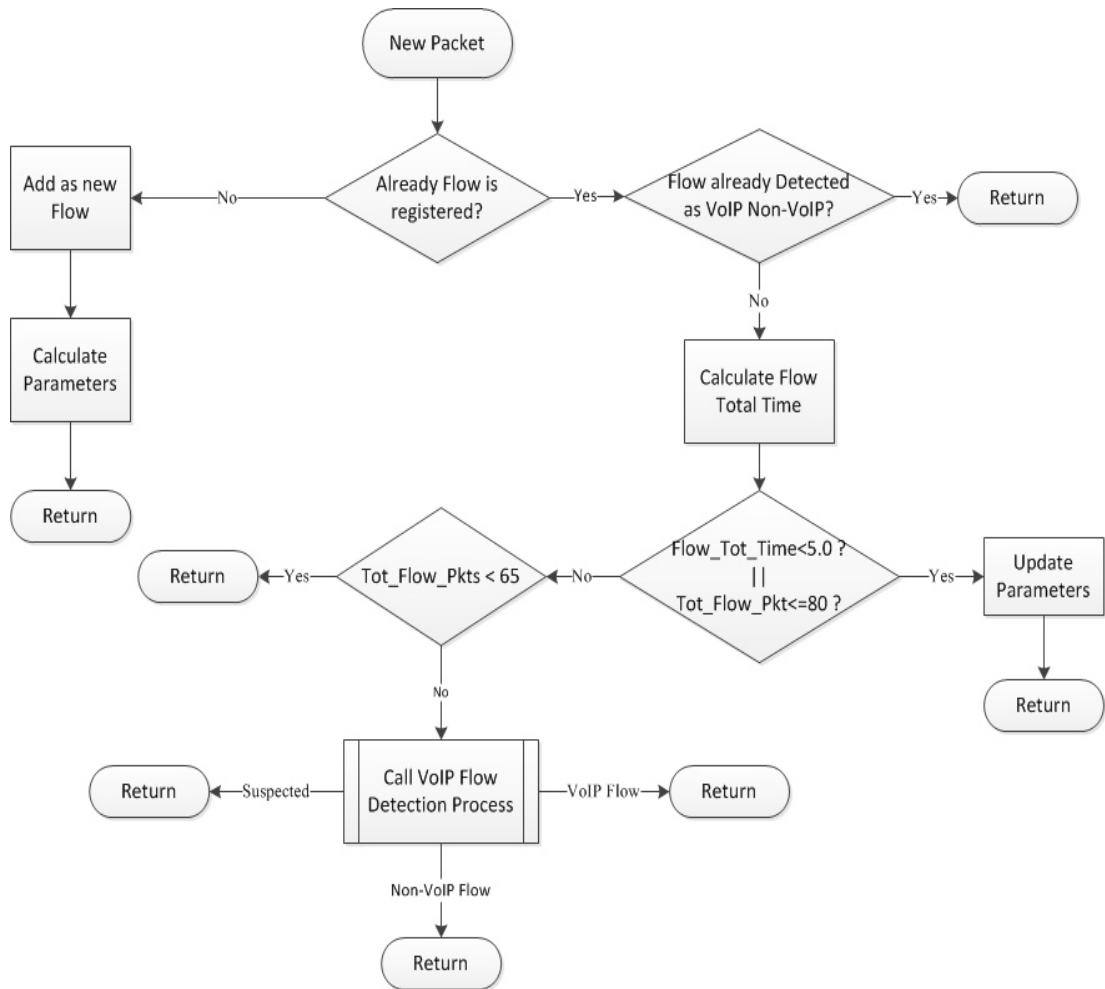 New Packet
Add as new
Flow
No
Already Flow is
registered?
Yes
Flow already Detected
as VoIP Non-VoIP?
Yes
Return
No
Calculate
Parameters
Calculate Flow
Total Time
Return
Return
Yes
Tot_Flow_Pkts < 65
No
Flow_Tot_Time<5.0 ?
||
Tot_Flow_Pkt<=80 ?
Yes
Update
Parameters
No
Return
Return
Suspected
Call VoIP Flow
Detection Process
VoIP Flow
Return
Non-VoIP Flow
Return